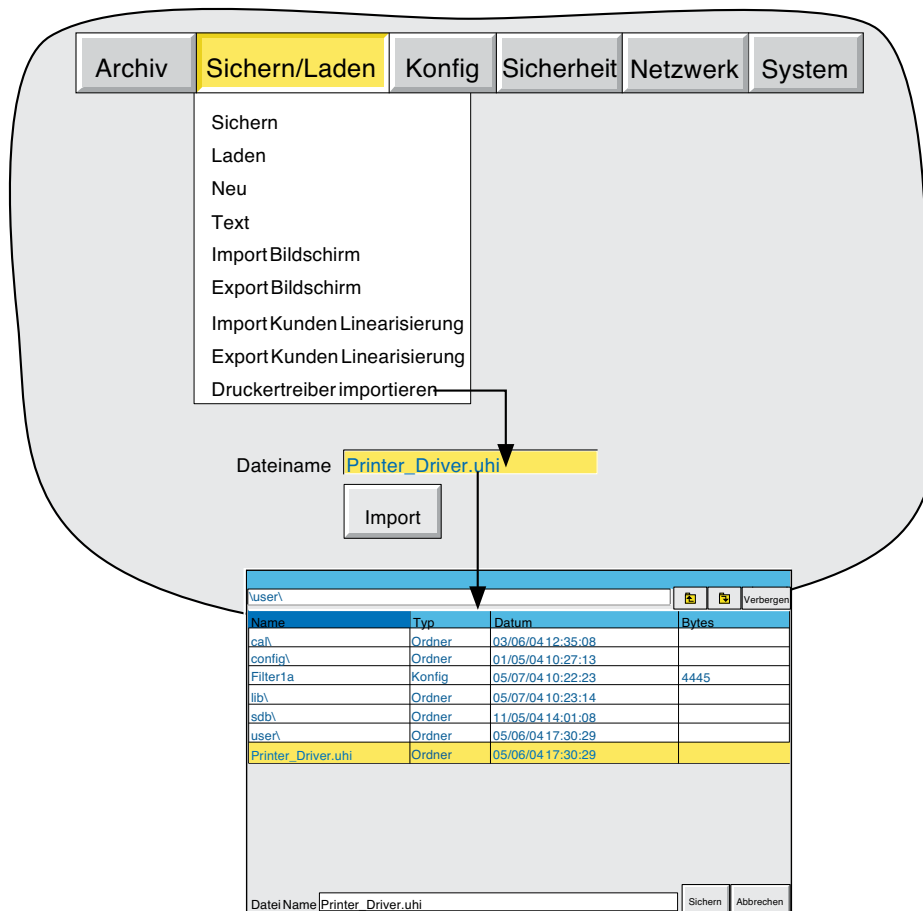 Archiv Sichern/Laden Konfig Sicherheit Netzwerk System
Sichern
Laden
Neu
Text
Import Bildschirm
Export Bildschirm
Import Kunden Linearisierung
Export Kunden Linearisierung
Druckertreiber importieren
Dateiname Printer_Driver.uhi
Import
\user\ Verbergen
Name Typ Datum Bytes
cal\ Ordner 03/06/04 12:35:08
config\ Ordner 01/05/04 10:27:13
Filter1a Konfig 05/07/04 10:22:23 4445
lib\ Ordner 05/07/04 10:23:14
sdb\ Ordner 11/05/04 14:01:08
user\ Ordner 05/06/04 17:30:29
Printer_Driver.uhi Ordner 05/06/04 17:30:29
Datei Name Printer_Driver.uhi Sichern Abbrechen